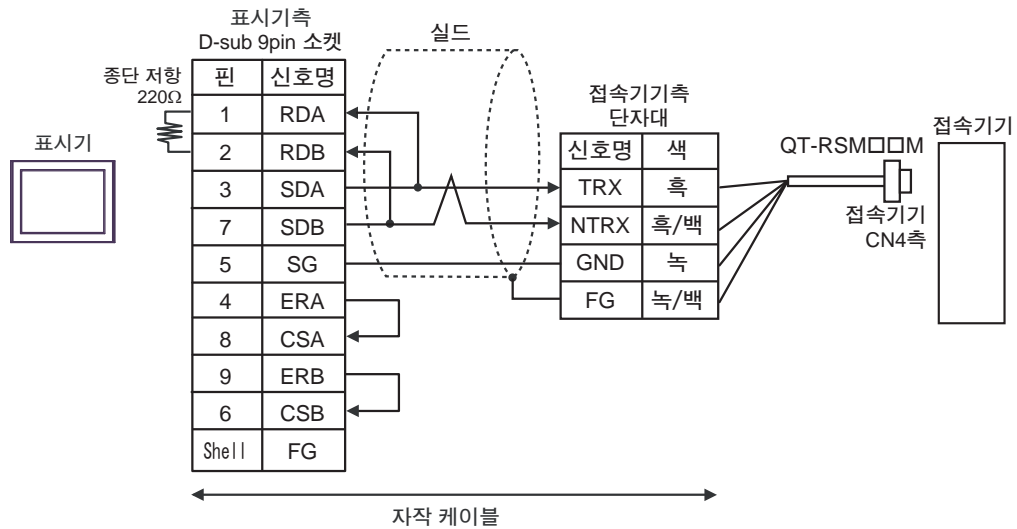 표시기측
D-sub 9pin 소켓
실드
종단 저항
220Ω
핀 신호명
1 RDA
2 RDB
3 SDA
7 SDB
5 SG
4 ERA
8 CSA
9 ERB
6 CSB
Shell FG
표시기
접속기기측
단자대
신호명 색
TRX 흑
NTRX 흑/백
GND 녹
FG 녹/백
QT-RSM□□M
접속기기
접속기기
CN4측
자작 케이블